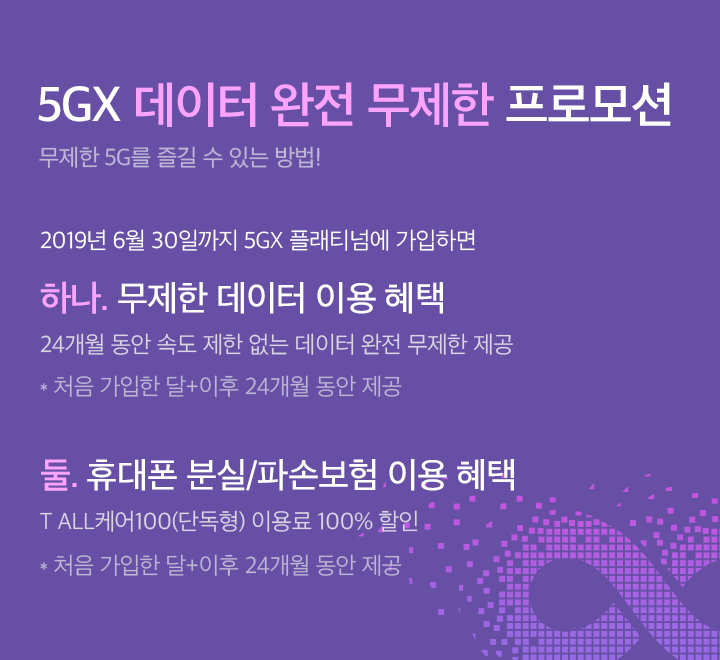 5GX 데이터 완전 무제한 프로모션
무제한 5G를 즐길 수 있는 방법!
2019년 6월 30일까지 5GX 플래티넘에 가입하면
하나. 무제한 데이터 이용 혜택
24개월 동안 속도 제한 없는 데이터 완전 무제한 제공
* 처음 가입한 달+이후 24개월 동안 제공
둘. 휴대폰 분실/파손보험 이용 혜택
T ALL케어100(단독형) 이용료 100% 할인
* 처음 가입한 달+이후 24개월 동안 제공